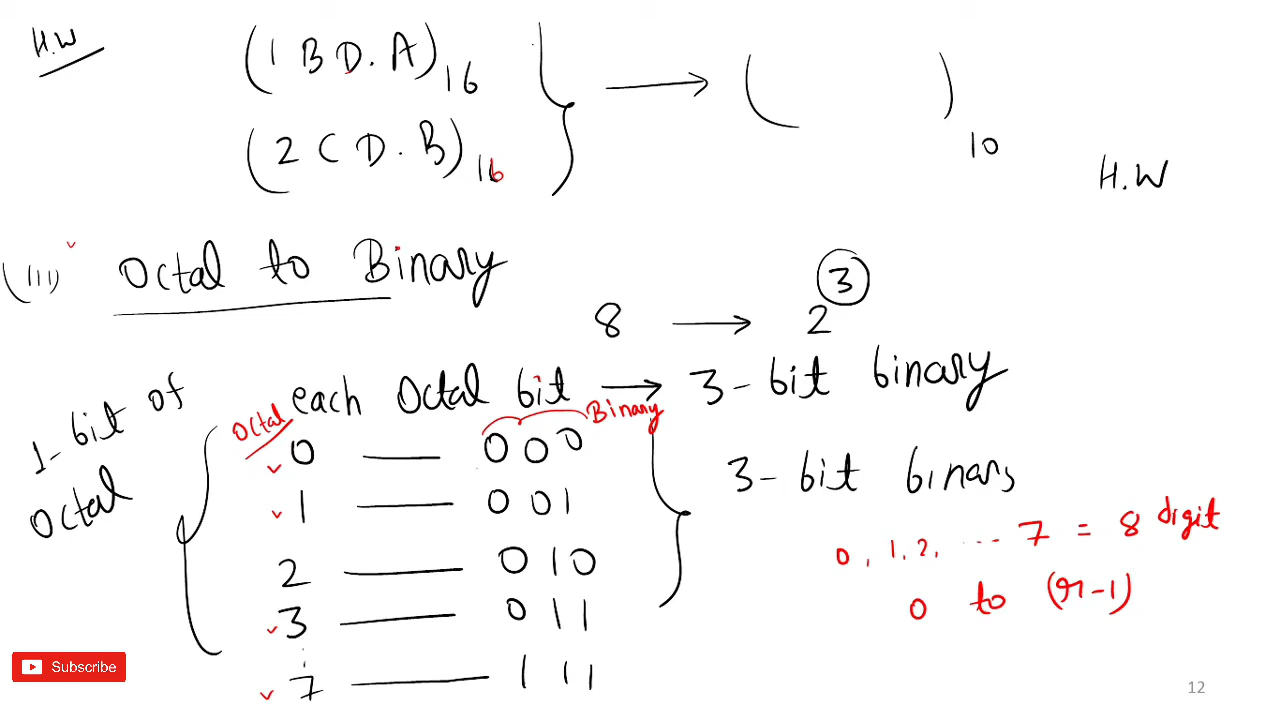 H.W
(1 B D . A)16
(2 C D . B)16
( )10
H.W
(III) Octal to Binary
8 → 2^3
each Octal bit → 3-bit binary
1-bit of Octal
Octal Binary
0 — 000
1 — 001
2 — 010
3 — 011
7 — 111
3-bit binary
0, 1, 2, ... 7 = 8 digit
0 to (r-1)
Subscribe
12